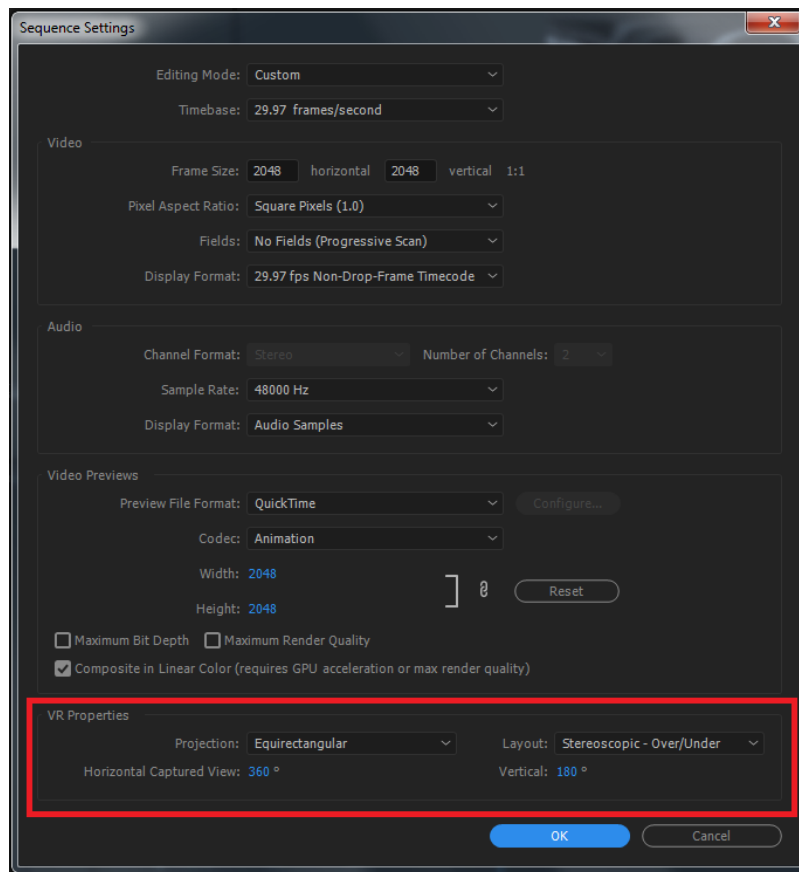 Sequence Settings
Editing Mode: Custom
Timebase: 29.97 frames/second
Video
Frame Size: 2048 horizontal 2048 vertical 1:1
Pixel Aspect Ratio: Square Pixels (1.0)
Fields: No Fields (Progressive Scan)
Display Format: 29.97 fps Non-Drop-Frame Timecode
Audio
Channel Format: Stereo Number of Channels: 2
Sample Rate: 48000 Hz
Display Format: Audio Samples
Video Previews
Preview File Format: QuickTime Configure...
Codec: Animation
Width: 2048
Reset
Height: 2048
Maximum Bit Depth Maximum Render Quality
Composite in Linear Color (requires GPU acceleration or max render quality)
VR Properties
Projection: Equirectangular Layout: Stereoscopic - Over/Under
Horizontal Captured View: 360 ° Vertical: 180 °
OK Cancel